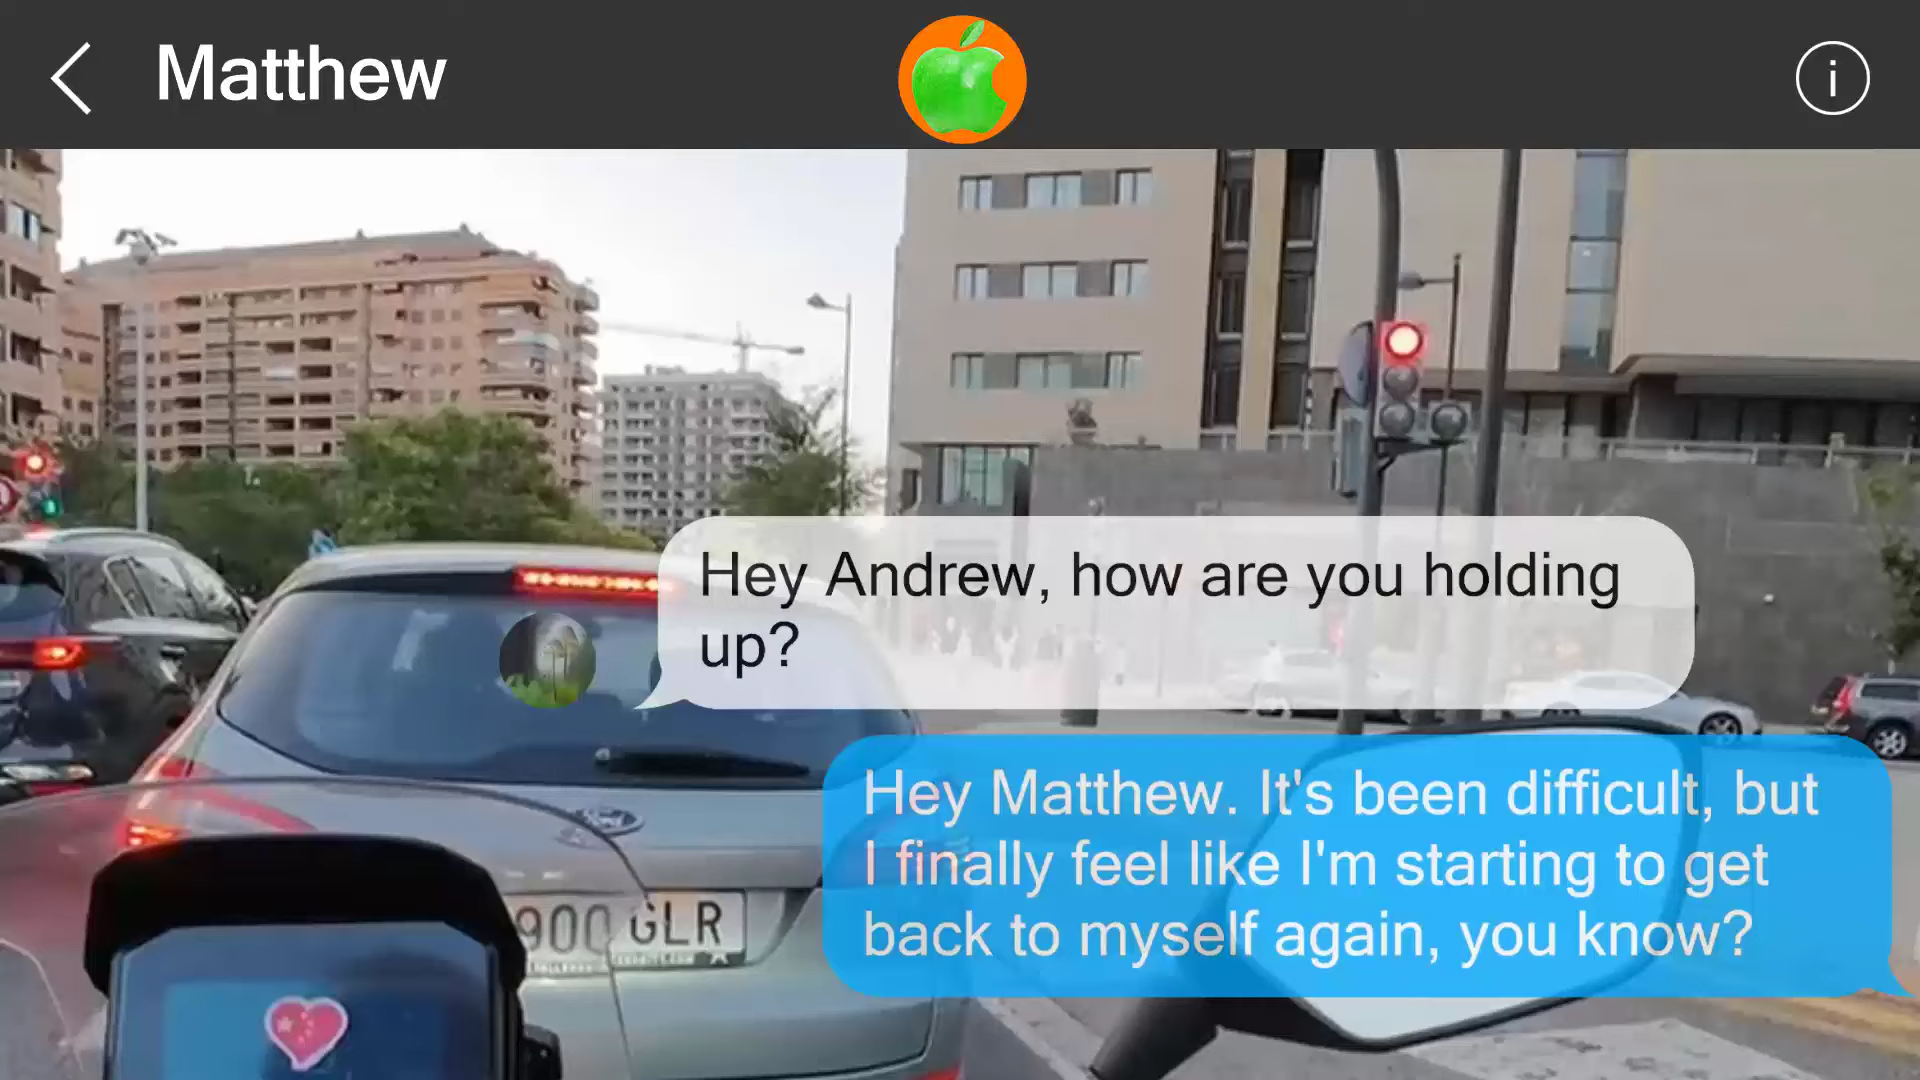 Matthew
i
Hey Andrew, how are you holding
up?
Hey Matthew. It's been difficult, but
I finally feel like I'm starting to get
back to myself again, you know?
900 GLR